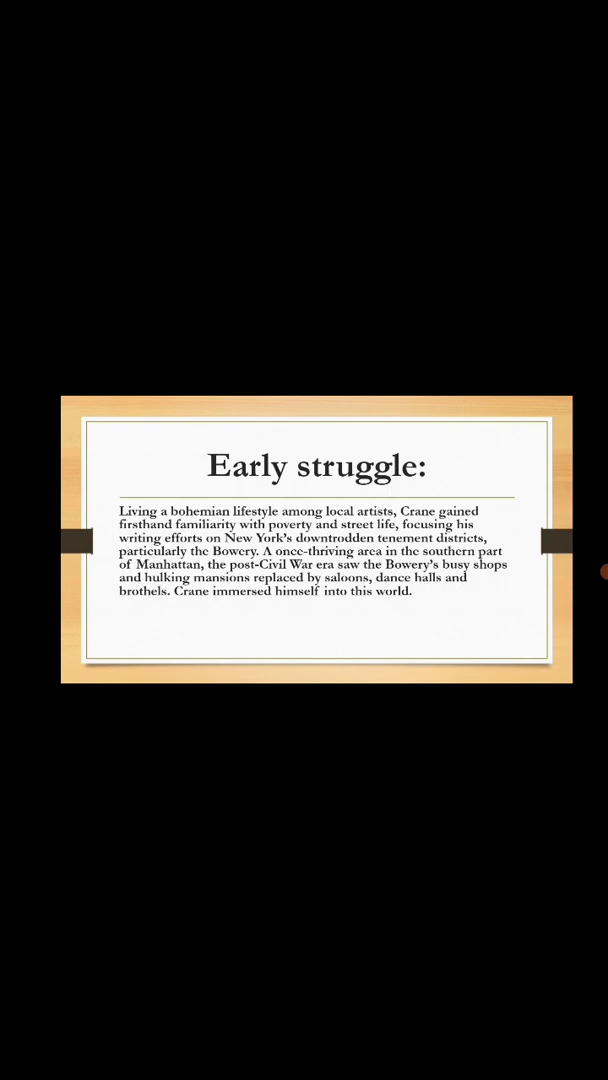 Early struggle:
Living a bohemian lifestyle among local artists, Crane gained
firsthand familiarity with poverty and street life, focusing his
writing efforts on New York's downtrodden tenement districts,
particularly the Bowery. A once-thriving area in the southern part
of Manhattan, the post-Civil War era saw the Bowery's busy shops
and hulking mansions replaced by saloons, dance halls and
brothels. Crane immersed himself into this world.